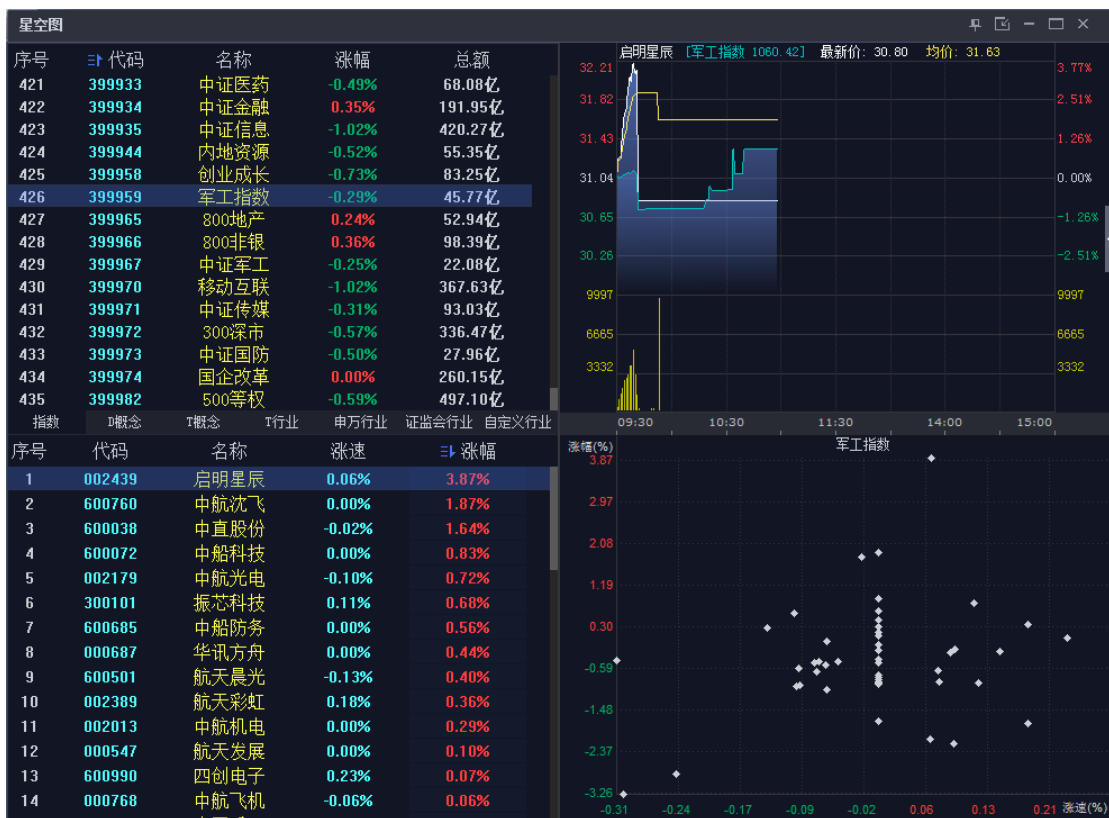 星空图
序号 代码 名称 涨幅 总额
421 399933 中证医药 -0.49% 68.08亿
422 399934 中证金融 0.35% 191.95亿
423 399935 中证信息 -1.02% 420.27亿
424 399944 内地资源 -0.52% 55.35亿
425 399958 创业成长 -0.73% 83.25亿
426 399959 军工指数 -0.29% 45.77亿
427 399965 800地产 0.24% 52.94亿
428 399966 800非银 0.36% 98.39亿
429 399967 中证军工 -0.25% 22.08亿
430 399970 移动互联 -1.02% 367.63亿
431 399971 中证传媒 -0.31% 93.03亿
432 399972 300深市 -0.57% 336.47亿
433 399973 中证国防 -0.50% 27.96亿
434 399974 国企改革 0.00% 260.15亿
435 399982 500等权 -0.59% 497.10亿
指数 D概念 T概念 T行业 申万行业 证监会行业 自定义行业
序号 代码 名称 涨速 涨幅
1 002439 启明星辰 0.06% 3.87%
2 600760 中航沈飞 0.00% 1.87%
3 600038 中直股份 -0.02% 1.64%
4 600072 中船科技 0.00% 0.83%
5 002179 中航光电 -0.10% 0.72%
6 300101 振芯科技 0.11% 0.68%
7 600685 中船防务 0.00% 0.56%
8 000687 华讯方舟 0.00% 0.44%
9 600501 航天晨光 -0.13% 0.40%
10 002389 航天彩虹 0.18% 0.36%
11 002013 中航机电 0.00% 0.29%
12 000547 航天发展 0.00% 0.10%
13 600990 四创电子 0.23% 0.07%
14 000768 中航飞机 -0.06% 0.06%
启明星辰 [军工指数 1060.42] 最新价: 30.80 均价: 31.63
32.21 3.77%
31.82 2.51%
31.43 1.26%
31.04 0.00%
30.65 -1.26%
30.26 -2.51%
9997 9997
6665 6665
3332 3332
09:30 10:30 11:30 14:00 15:00
涨幅(%) 军工指数
3.87
2.97
2.08
1.19
0.30
-0.59
-1.48
-2.37
-3.26
-0.31 -0.24 -0.17 -0.09 -0.02 0.06 0.13 0.21 涨速(%)